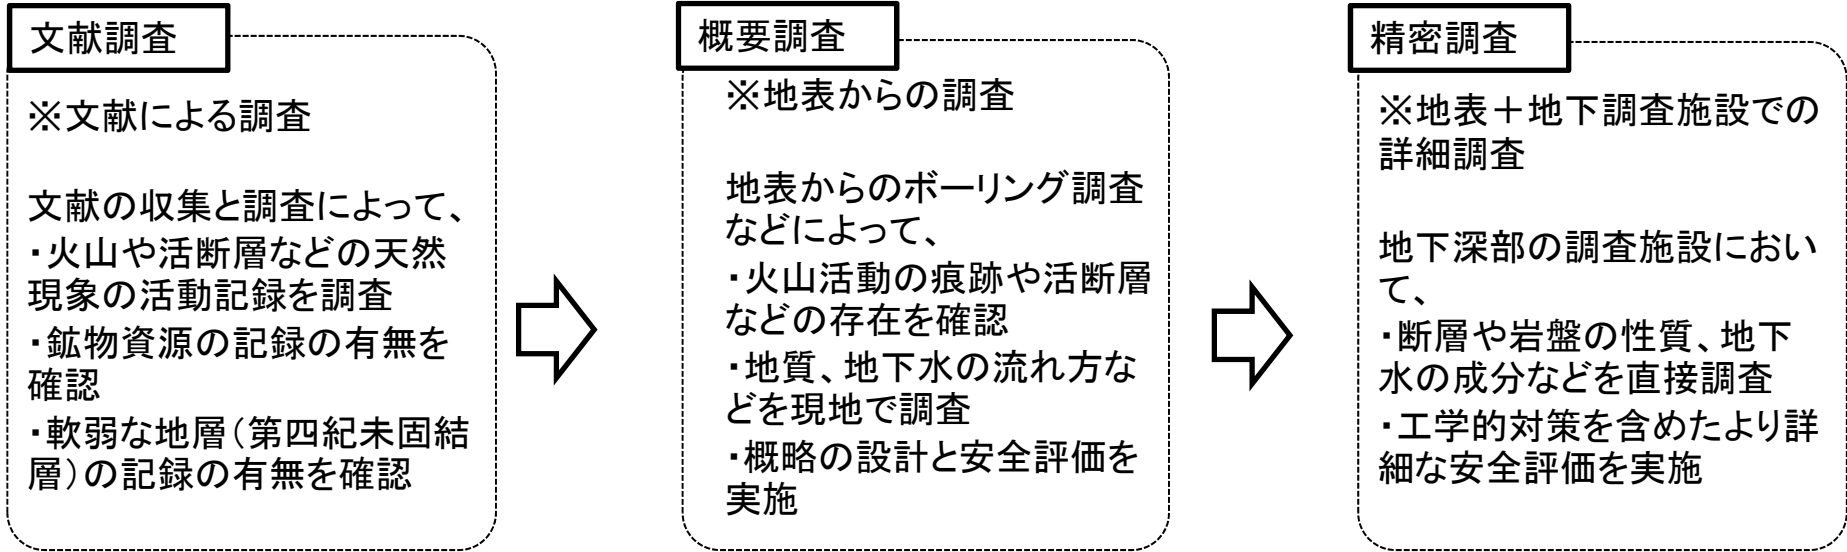 文献調査
※文献による調査
文献の収集と調査によって、
・火山や活断層などの天然
現象の活動記録を調査
・鉱物資源の記録の有無を
確認
・軟弱な地層（第四紀未固結
層）の記録の有無を確認
概要調査
※地表からの調査
地表からのボーリング調査
などによって、
・火山活動の痕跡や活断層
などの存在を確認
・地質、地下水の流れ方な
どを現地で調査
・概略の設計と安全評価を
実施
精密調査
※地表＋地下調査施設での
詳細調査
地下深部の調査施設におい
て、
・断層や岩盤の性質、地下
水の成分などを直接調査
・工学的対策を含めたより詳
細な安全評価を実施